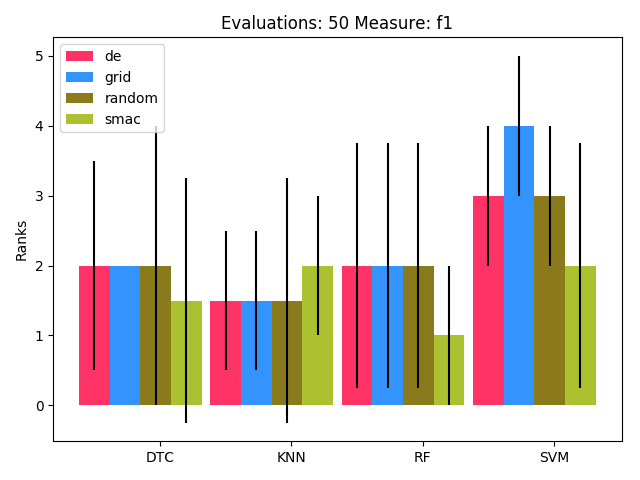 Evaluations: 50 Measure: f1
de
grid
random
smac
Ranks
5
4
3
2
1
0
DTC
KNN
RF
SVM